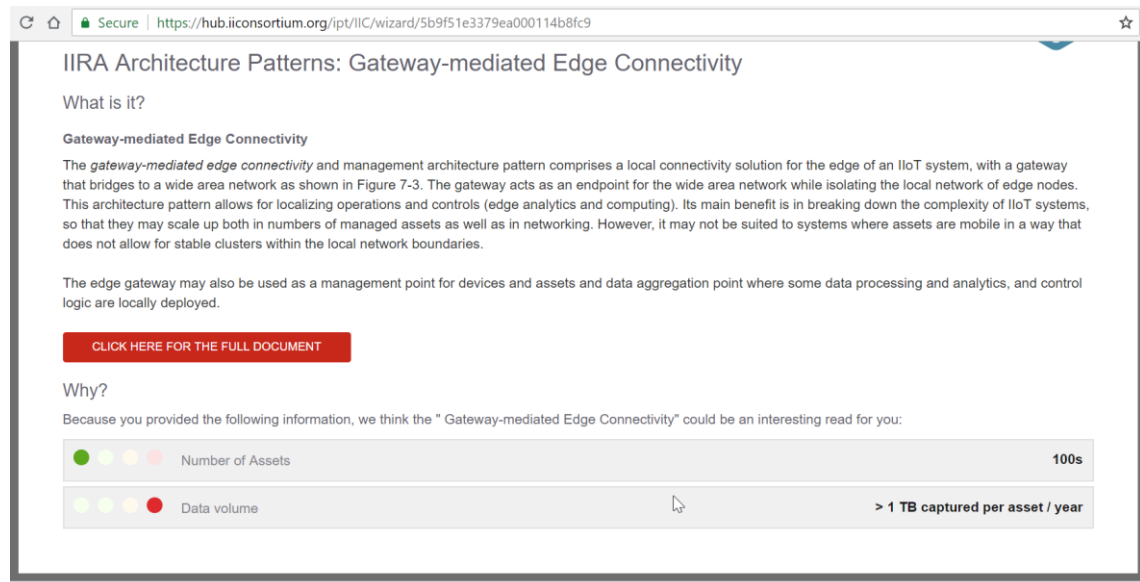 Secure | https://hub.iiconsortium.org/ipt/IIC/wizard/5b9f51e3379ea000114b8fc9
IIRA Architecture Patterns: Gateway-mediated Edge Connectivity
What is it?
Gateway-mediated Edge Connectivity
The gateway-mediated edge connectivity and management architecture pattern comprises a local connectivity solution for the edge of an IIoT system, with a gateway
that bridges to a wide area network as shown in Figure 7-3. The gateway acts as an endpoint for the wide area network while isolating the local network of edge nodes.
This architecture pattern allows for localizing operations and controls (edge analytics and computing). Its main benefit is in breaking down the complexity of IIoT systems,
so that they may scale up both in numbers of managed assets as well as in networking. However, it may not be suited to systems where assets are mobile in a way that
does not allow for stable clusters within the local network boundaries.
The edge gateway may also be used as a management point for devices and assets and data aggregation point where some data processing and analytics, and control
logic are locally deployed.
CLICK HERE FOR THE FULL DOCUMENT
Why?
Because you provided the following information, we think the " Gateway-mediated Edge Connectivity" could be an interesting read for you:
Number of Assets 100s
Data volume > 1 TB captured per asset / year